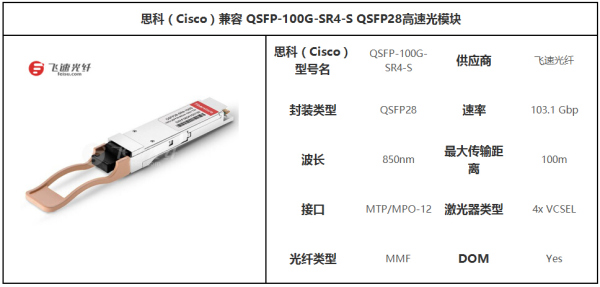 思科（Cisco）兼容 QSFP-100G-SR4-S QSFP28高速光模块
飞速光纤
feisu.com
思科（Cisco）
型号名
QSFP-100G-
SR4-S
供应商
飞速光纤
封装类型
QSFP28
速率
103.1 Gbp
波长
850nm
最大传输距
离
100m
接口
MTP/MPO-12
激光器类型
4x VCSEL
光纤类型
MMF
DOM
Yes